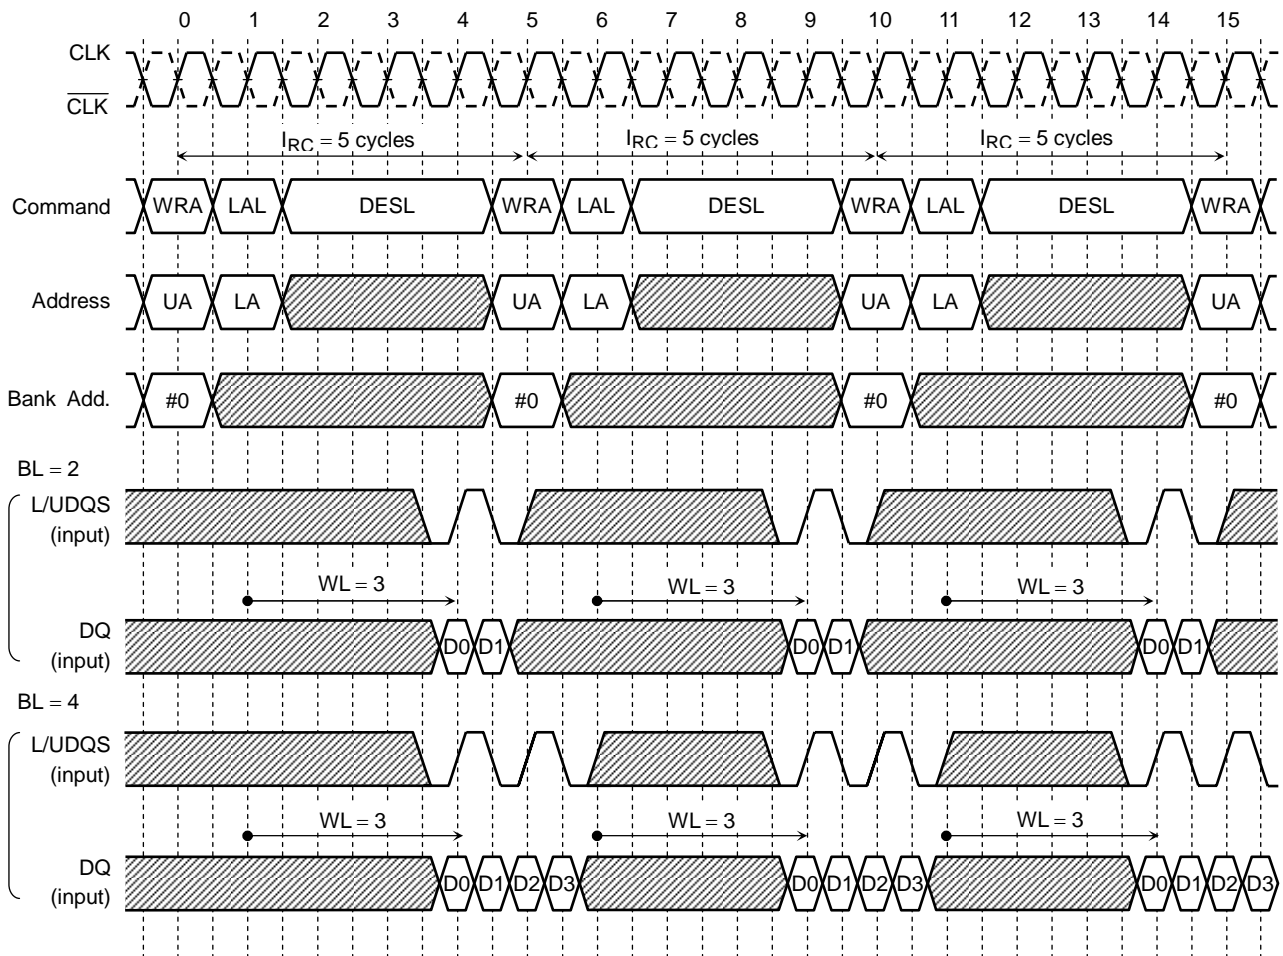 0 1 2 3 4 5 6 7 8 9 10 11 12 13 14 15
CLK
CLK
IRC = 5 cycles IRC = 5 cycles IRC = 5 cycles
Command WRA LAL DESL WRA LAL DESL WRA LAL DESL WRA
Address UA LA UA LA UA LA UA
Bank Add. #0 #0 #0 #0
BL = 2
L/UDQS
(input)
WL = 3 WL = 3 WL = 3
DQ
(input)
D0 D1 D0 D1 D0 D1
BL = 4
L/UDQS
(input)
WL = 3 WL = 3 WL = 3
DQ
(input)
D0 D1 D2 D3 D0 D1 D2 D3 D0 D1 D2 D3